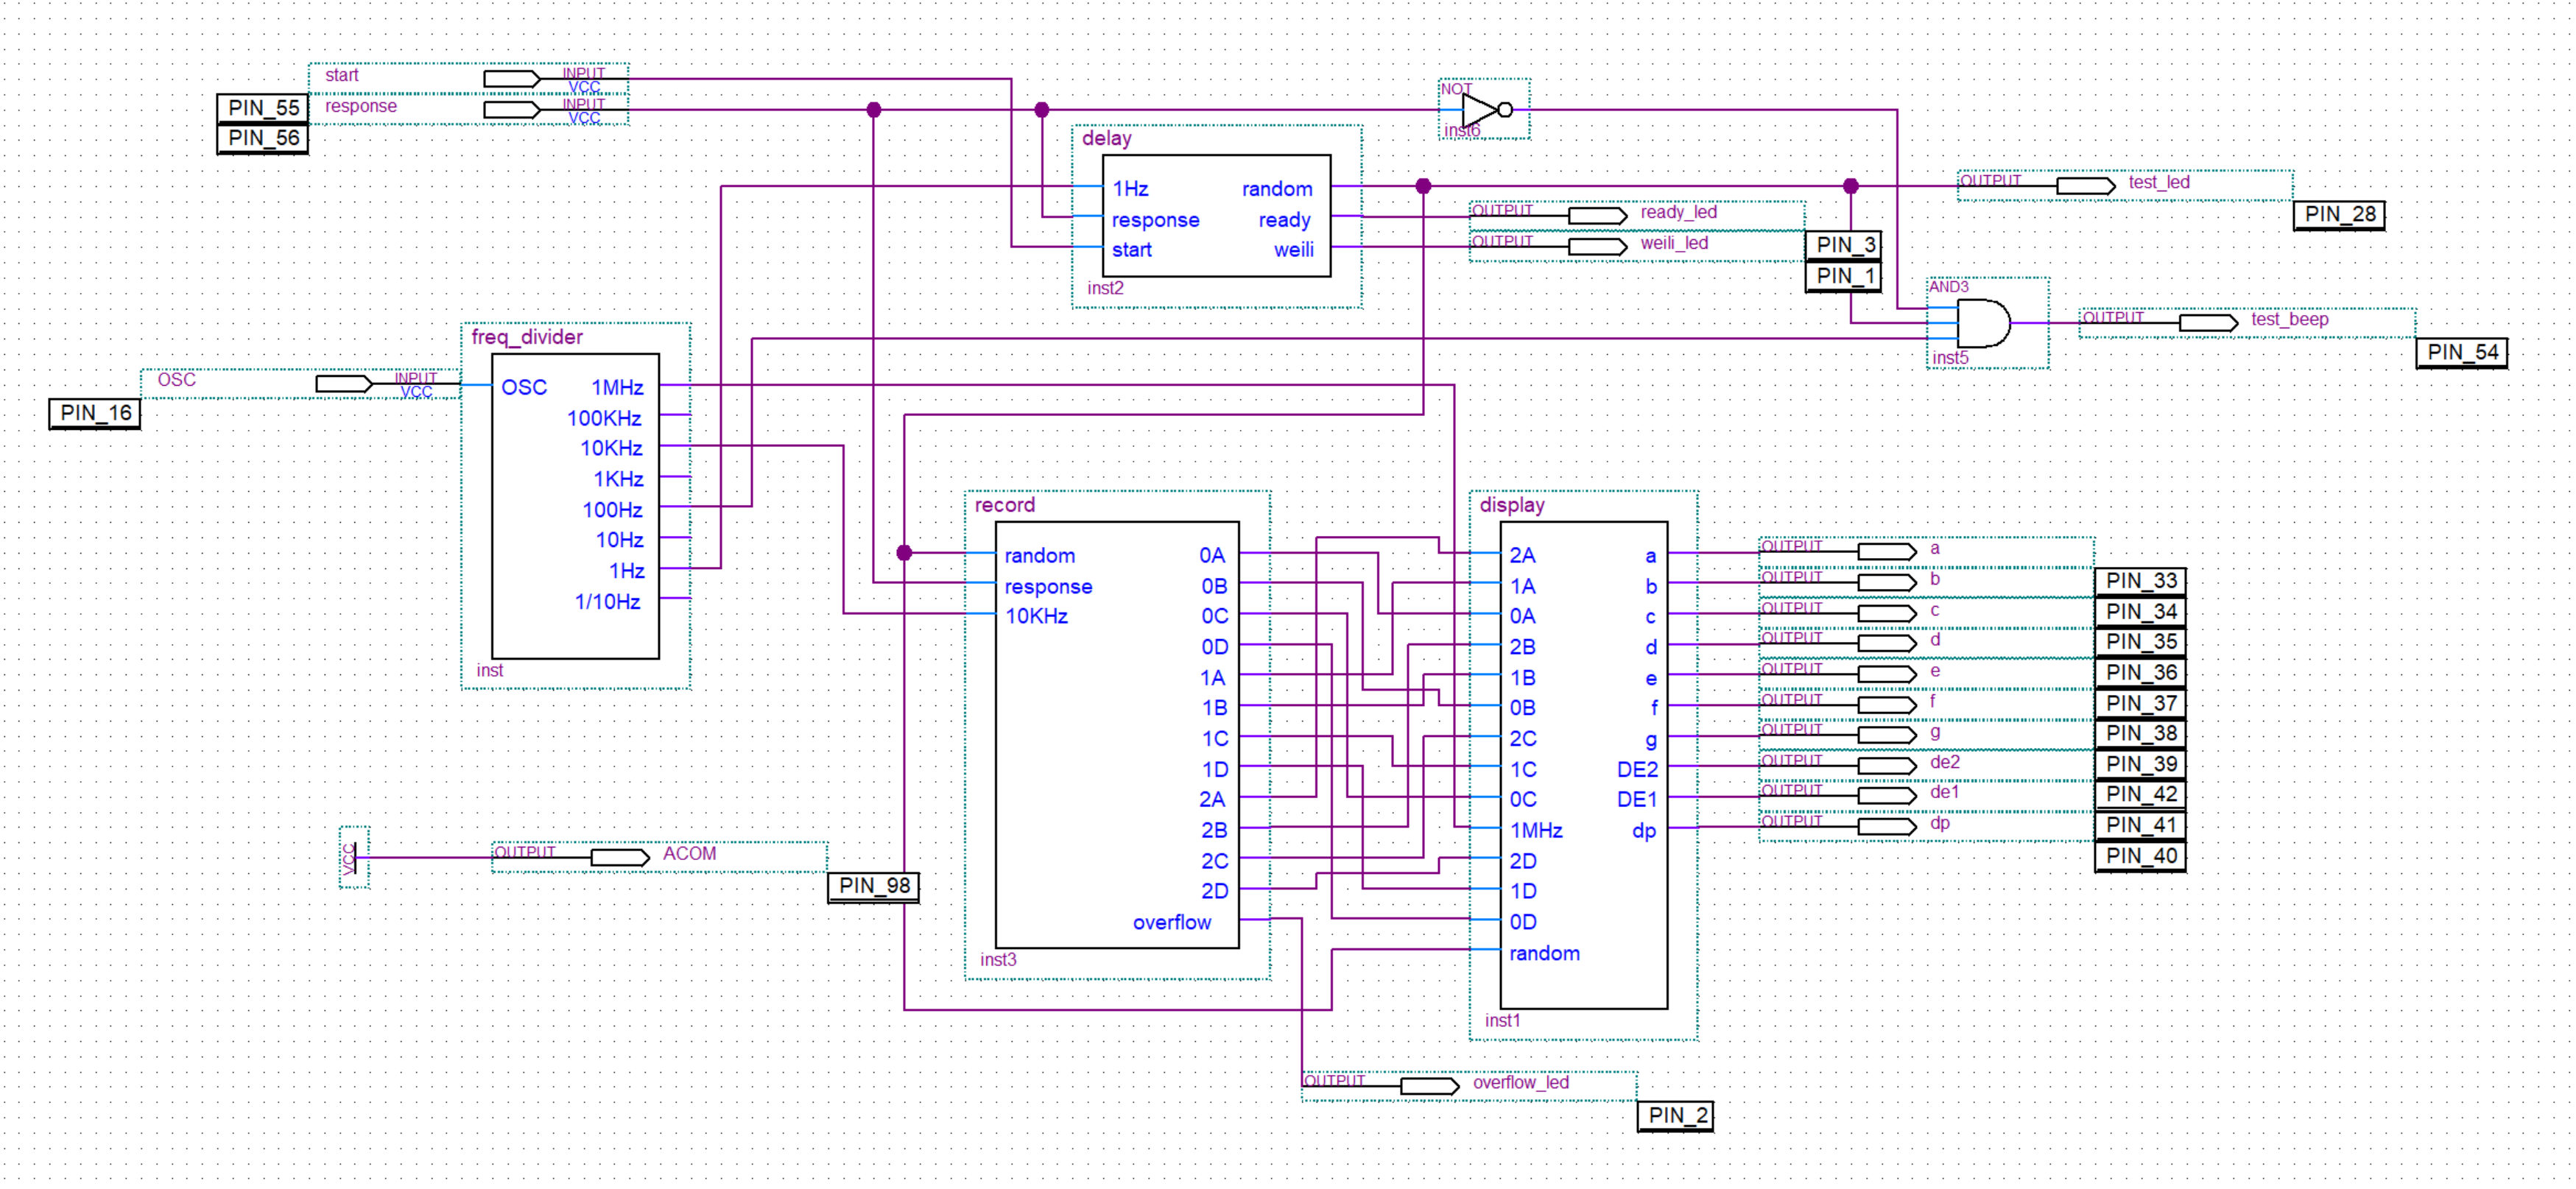 start
INPUT
VCC
response
INPUT
VCC
PIN_55
PIN_56
NOT
inst6
delay
1Hz
response
start
random
ready
weili
inst2
OUTPUT
test_led
PIN_28
OUTPUT
ready_led
OUTPUT
weili_led
PIN_3
PIN_1
AND3
inst5
OUTPUT
test_beep
PIN_54
freq_divider
OSC
INPUT
VCC
PIN_16
OSC
1MHz
100KHz
10KHz
1KHz
100Hz
10Hz
1Hz
1/10Hz
inst
record
random
response
10KHz
0A
0B
0C
0D
1A
1B
1C
1D
2A
2B
2C
2D
overflow
inst3
display
2A
1A
0A
2B
1B
0B
2C
1C
0C
1MHz
2D
1D
0D
random
a
b
c
d
e
f
g
DE2
DE1
dp
inst1
OUTPUT
a
OUTPUT
b
OUTPUT
c
OUTPUT
d
OUTPUT
e
OUTPUT
f
OUTPUT
g
OUTPUT
de2
OUTPUT
de1
OUTPUT
dp
PIN_33
PIN_34
PIN_35
PIN_36
PIN_37
PIN_38
PIN_39
PIN_42
PIN_41
PIN_40
VCC
OUTPUT
ACOM
PIN_98
OUTPUT
overflow_led
PIN_2